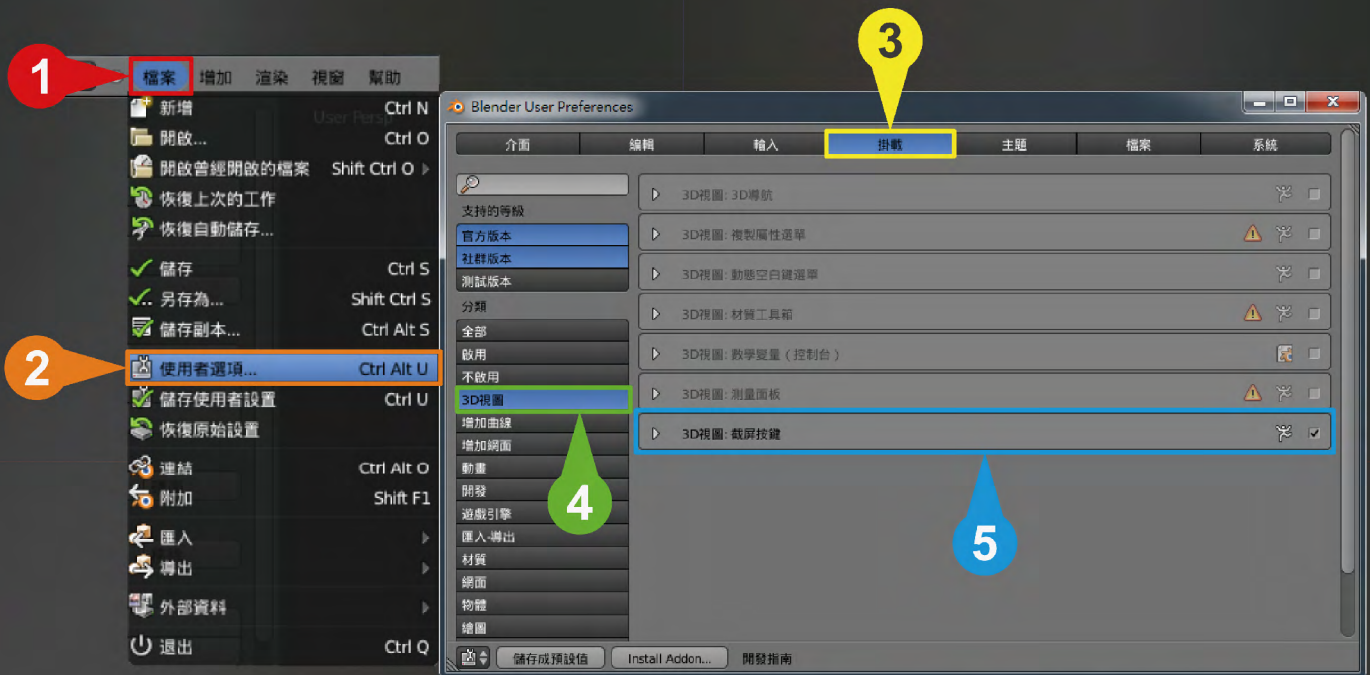 3
1
檔案 增加 渲染 視窗 幫助
新增 Ctrl N
User Persp
開啟... Ctrl O
開啟曾經開啟的檔案 Shift Ctrl O
恢復上次的工作
恢復自動儲存...
儲存 Ctrl S
另存為... Shift Ctrl S
儲存副本... Ctrl Alt S
2
使用者選項... Ctrl Alt U
儲存使用者設置 Ctrl U
恢復原始設置
連結 Ctrl Alt O
附加 Shift F1
匯入
導出
外部資料
退出 Ctrl Q
Blender User Preferences
介面 編輯 輸入 掛載 主題 檔案 系統
支持的等級
官方版本
社群版本
測試版本
分類
全部
啟用
不啟用
3D視圖
增加曲線
增加網面
動畫
開發
遊戲引擎
匯入-導出
材質
網面
物體
繪圖
3D視圖: 3D導航
3D視圖: 複製屬性選單
3D視圖: 動態空白鍵選單
3D視圖: 材質工具箱
3D視圖: 數學變量（控制台）
3D視圖: 測量面板
3D視圖: 截屏按鍵
4
5
儲存成預設值 Install Addon... 開發指南